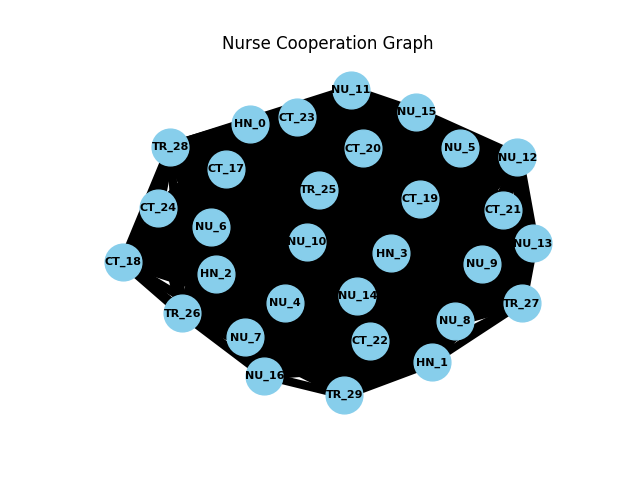 Nurse Cooperation Graph
NU_11
NU_15
CT_23
HN_0
TR_28
CT_20
NU_5
NU_12
CT_17
TR_25
CT_19
CT_24
CT_21
NU_6
NU_10
NU_13
HN_3
CT_18
NU_9
HN_2
NU_14
NU_4
TR_27
TR_26
NU_8
NU_7
CT_22
HN_1
NU_16
TR_29